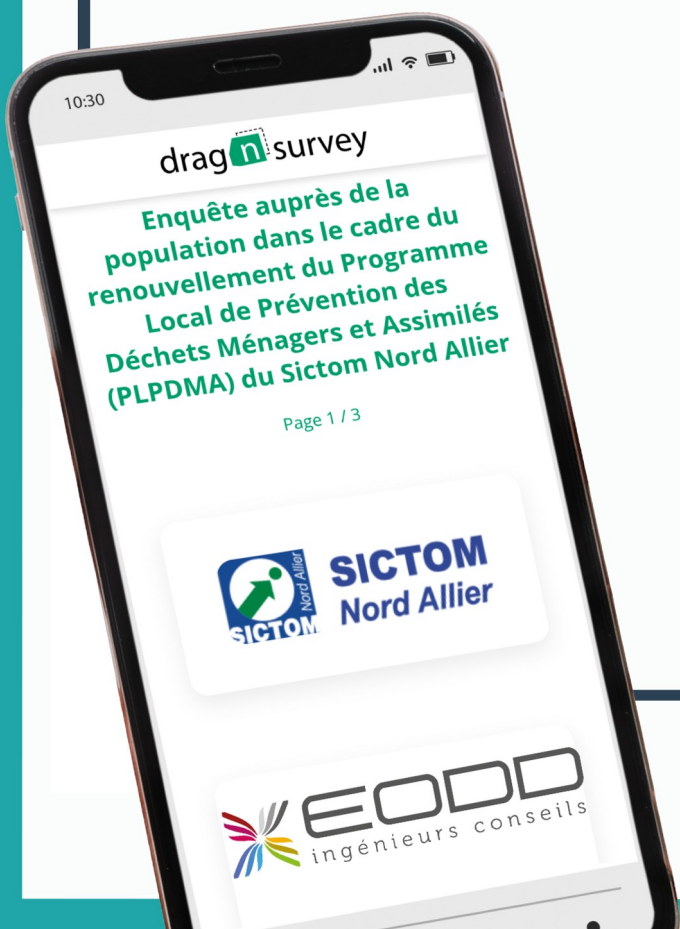 10:30
drag n survey
Enquête auprès de la
population dans le cadre du
renouvellement du Programme
Local de Prévention des
Déchets Ménagers et Assimilés
(PLPDMA) du Sictom Nord Allier
Page 1 / 3
Nord Allier
SICTOM
SICTOM
Nord Allier
EODD
ingénieurs conseils